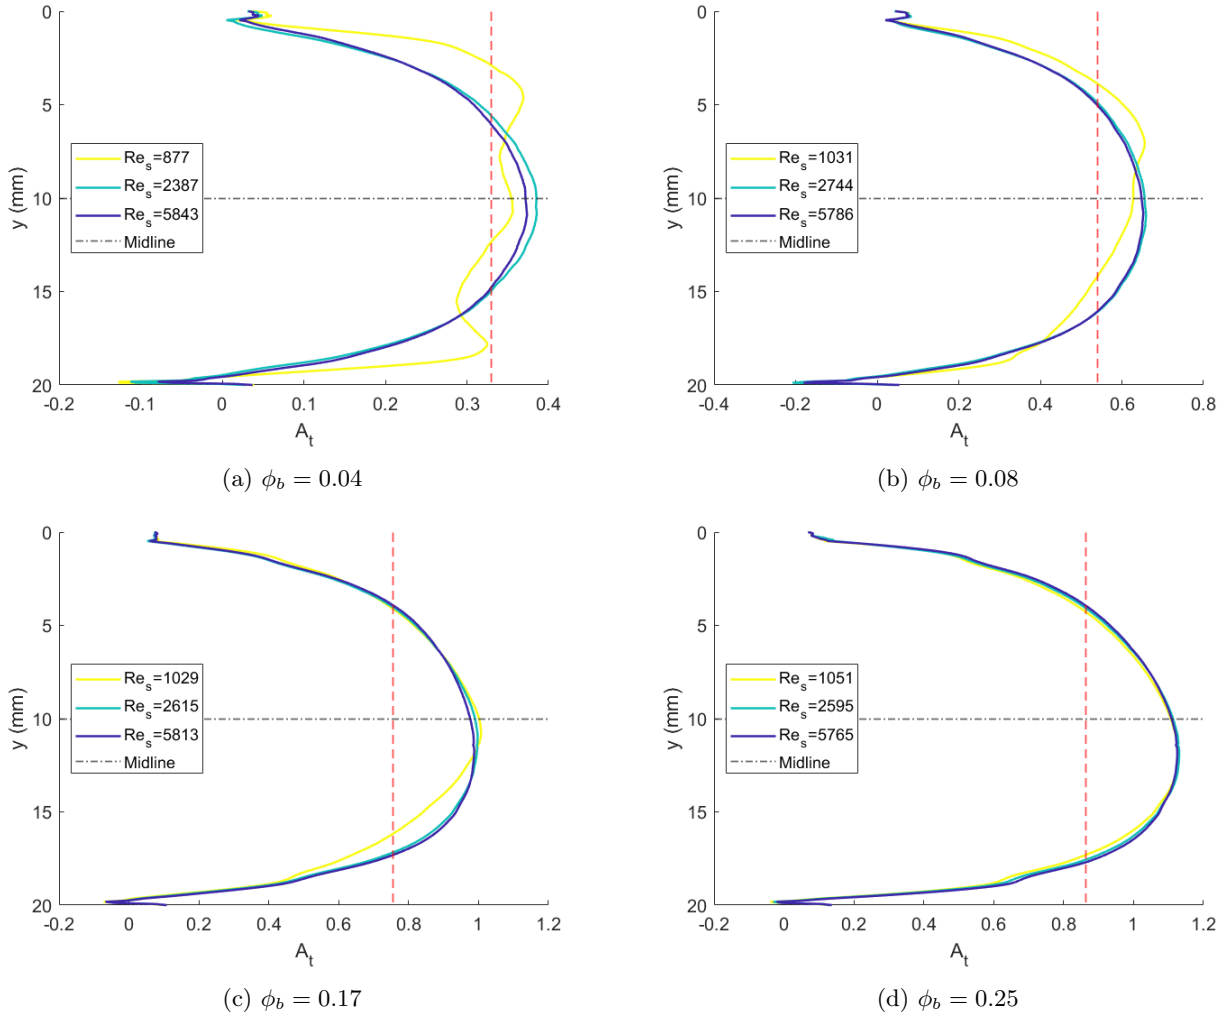 0
5
10
15
20
y (mm)
Re_s=877
Re_s=2387
Re_s=5843
Midline
-0.2 -0.1 0 0.1 0.2 0.3 0.4
A_t
(a) ϕ_b = 0.04
0
5
10
15
20
y (mm)
Re_s=1031
Re_s=2744
Re_s=5786
Midline
-0.4 -0.2 0 0.2 0.4 0.6 0.8
A_t
(b) ϕ_b = 0.08
0
5
10
15
20
y (mm)
Re_s=1029
Re_s=2615
Re_s=5813
Midline
-0.2 0 0.2 0.4 0.6 0.8 1 1.2
A_t
(c) ϕ_b = 0.17
0
5
10
15
20
y (mm)
Re_s=1051
Re_s=2595
Re_s=5765
Midline
-0.2 0 0.2 0.4 0.6 0.8 1 1.2
A_t
(d) ϕ_b = 0.25